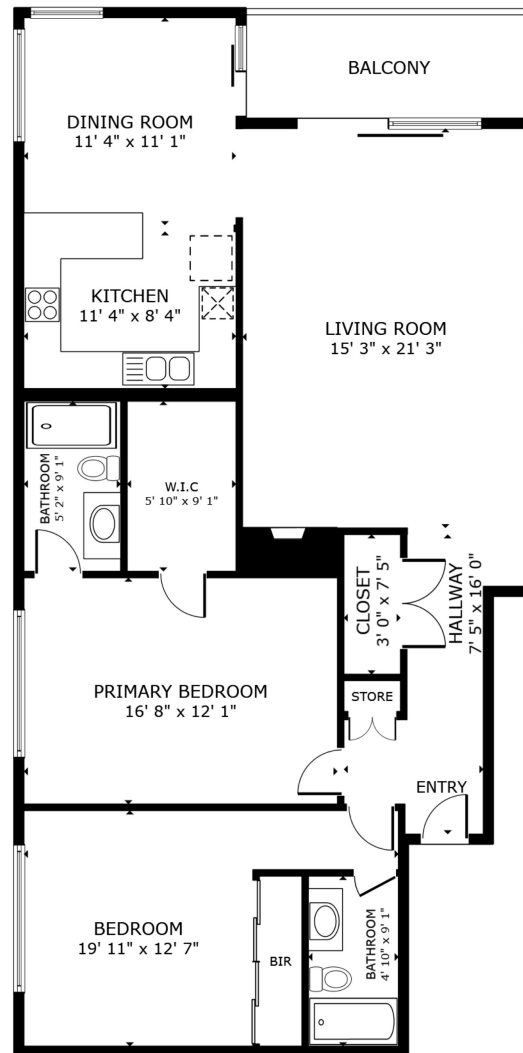 BALCONY
DINING ROOM
11' 4" x 11' 1"
KITCHEN
11' 4" x 8' 4"
LIVING ROOM
15' 3" x 21' 3"
BATHROOM
5' 2" x 9' 1"
W.I.C
5' 10" x 9' 1"
CLOSET
3' 0" x 7' 5"
HALLWAY
7' 5" x 16' 0"
PRIMARY BEDROOM
16' 8" x 12' 1"
STORE
ENTRY
BEDROOM
19' 11" x 12' 7"
BIR
BATHROOM
4' 10" x 9' 1"